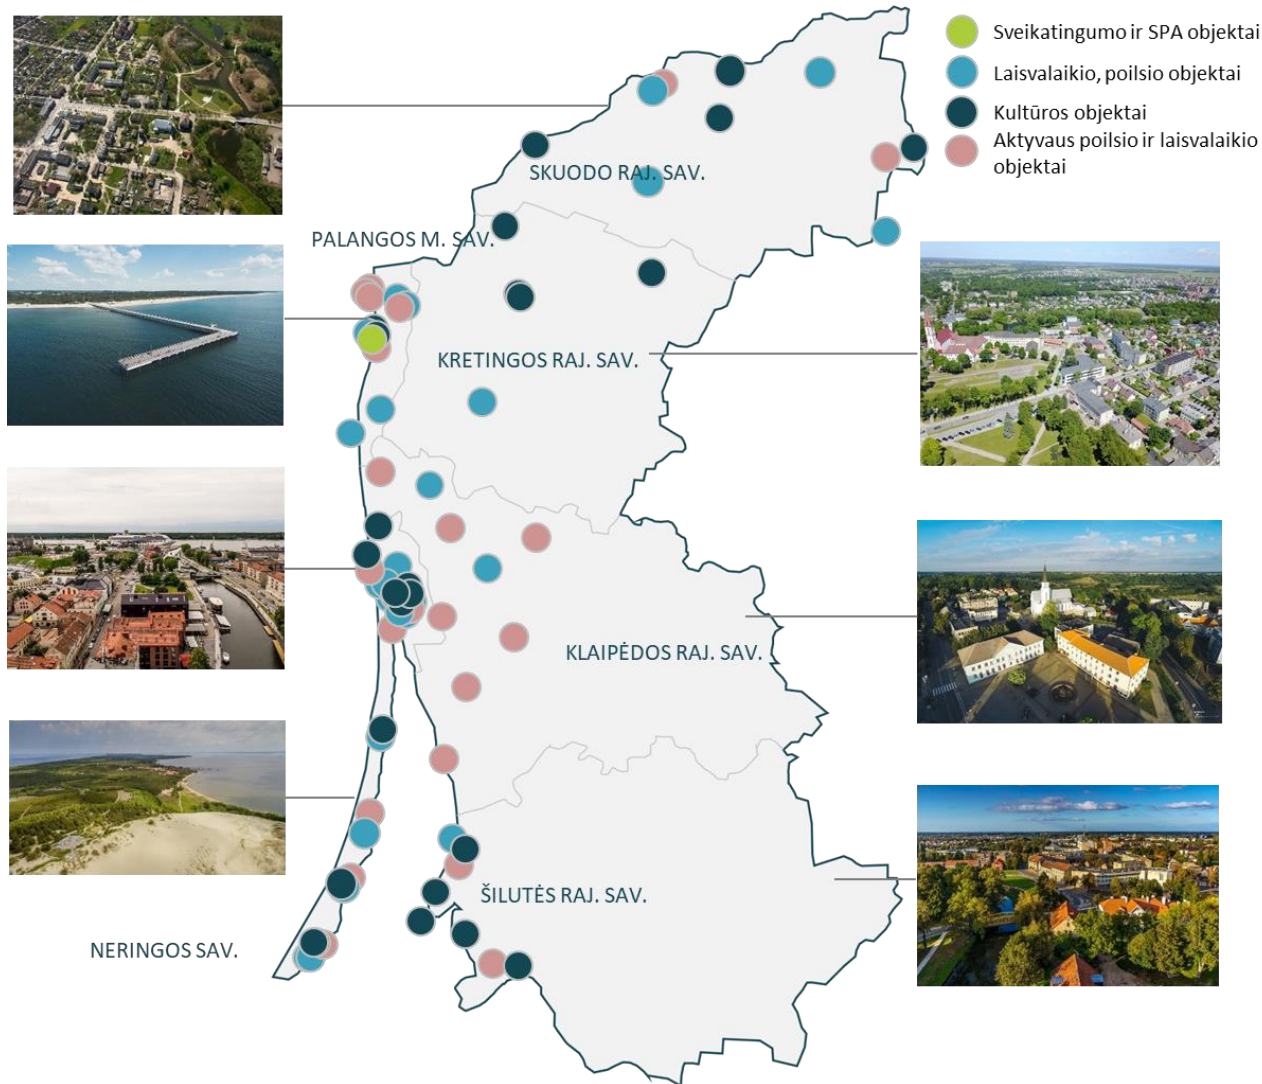 Sveikatingumo ir SPA objektai
Laisvalaikio, poilsio objektai
Kultūros objektai
Aktyvaus poilsio ir laisvalaikio
objektai
SKUODO RAJ. SAV.
PALANGOS M. SAV.
KRETINGOS RAJ. SAV.
KLAIPĖDOS RAJ. SAV.
ŠILUTĖS RAJ. SAV.
NERINGOS SAV.